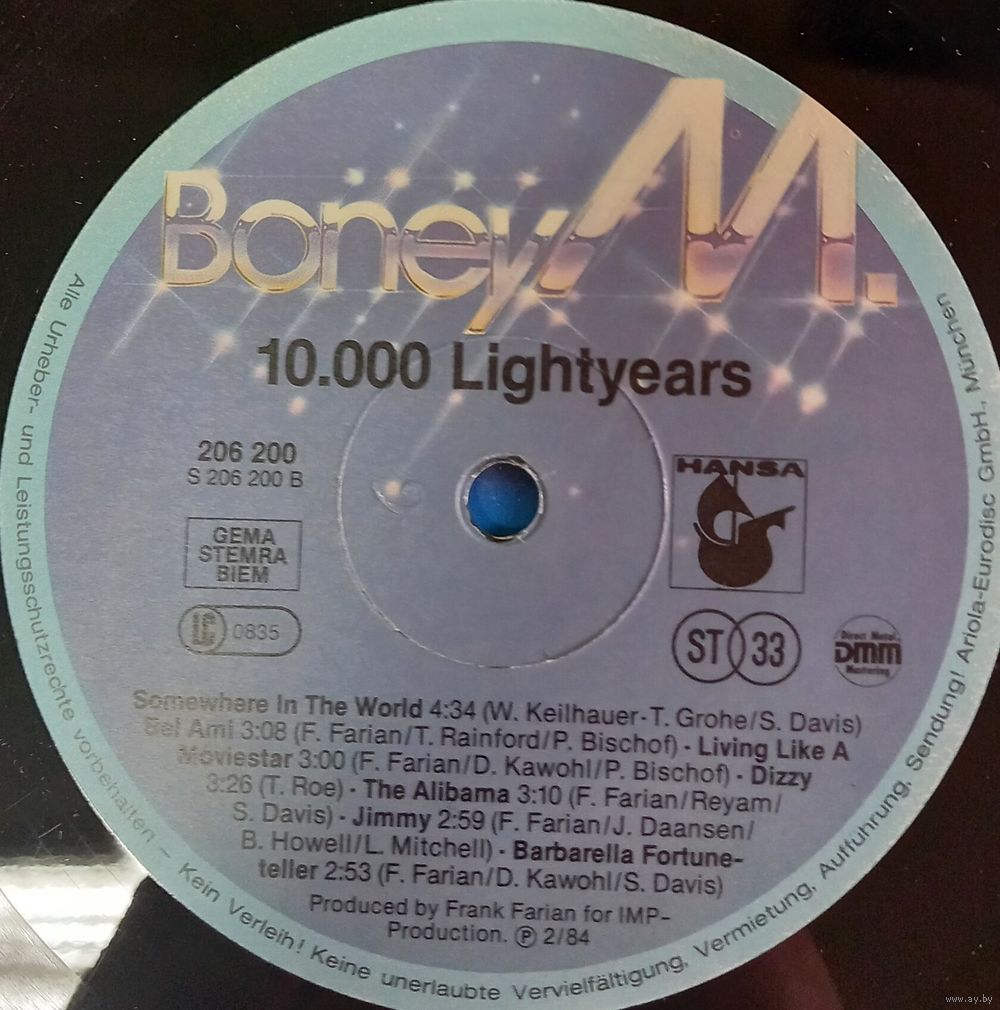 Boney M.
10.000 Lightyears
206 200
S 206 200 B
GEMA
STEMRA
BIEM
LC 0835
HANSA
ST 33
Direct Metal
DMM
Mastering
Somewhere In The World 4:34 (W. Keilhauer-T. Grohe/S. Davis)
Bel Ami 3:08 (F. Farian/T. Rainford/P. Bischof) · Living Like A
Moviestar 3:00 (F. Farian/D. Kawohl/P. Bischof) · Dizzy
3:26 (T. Roe) · The Alibama 3:10 (F. Farian/Reyam/
S. Davis) · Jimmy 2:59 (F. Farian/J. Daansen/
B. Howell/L. Mitchell) · Barbarella Fortune-
teller 2:53 (F. Farian/D. Kawohl/S. Davis)
Produced by Frank Farian for IMP-
Production. ℗ 2/84
Alle Urheber- und Leistungsschutzrechte vorbehalten – Kein Verleih! Keine unerlaubte Vervielfältigung, Vermietung, Aufführung, Sendung! Ariola-Eurodisc GmbH., München
www.ay.by